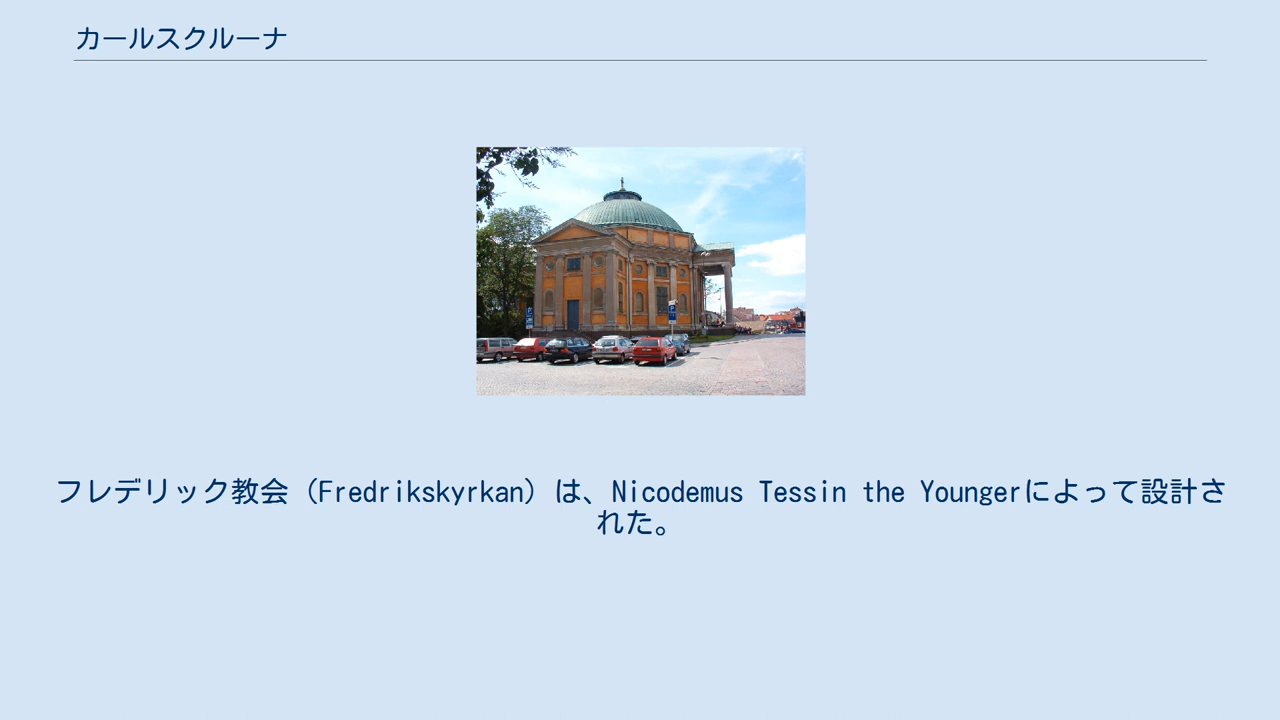 カールスクルーナ
フレデリック教会 (Fredrikskyrkan) は、Nicodemus Tessin the Youngerによって設計さ
れた。